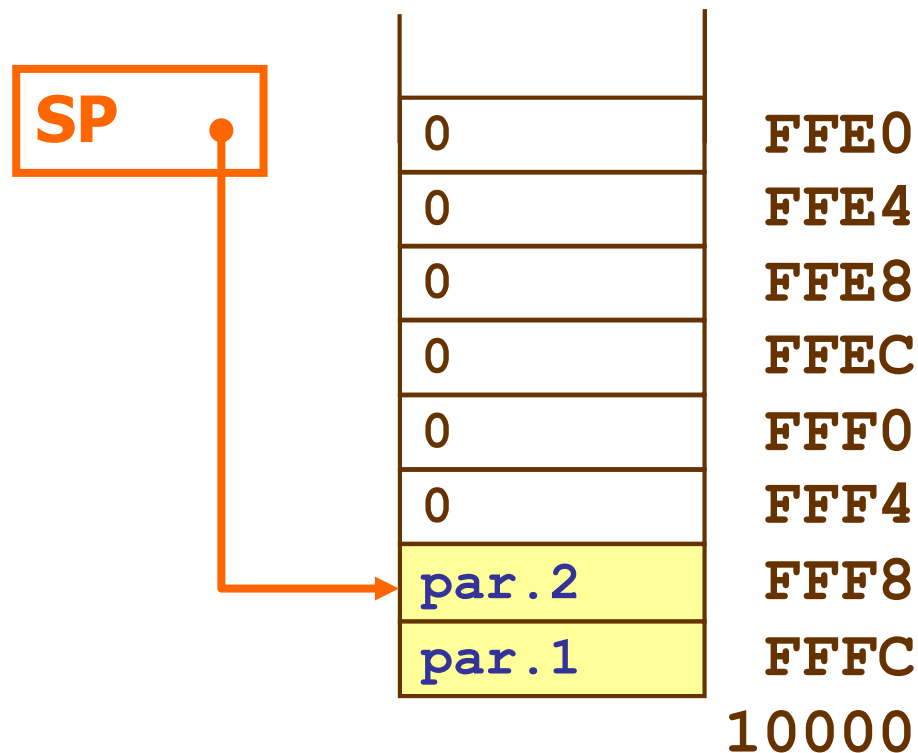 SP
0 FFE0
0 FFE4
0 FFE8
0 FFEC
0 FFF0
0 FFF4
par.2 FFF8
par.1 FFFC
10000